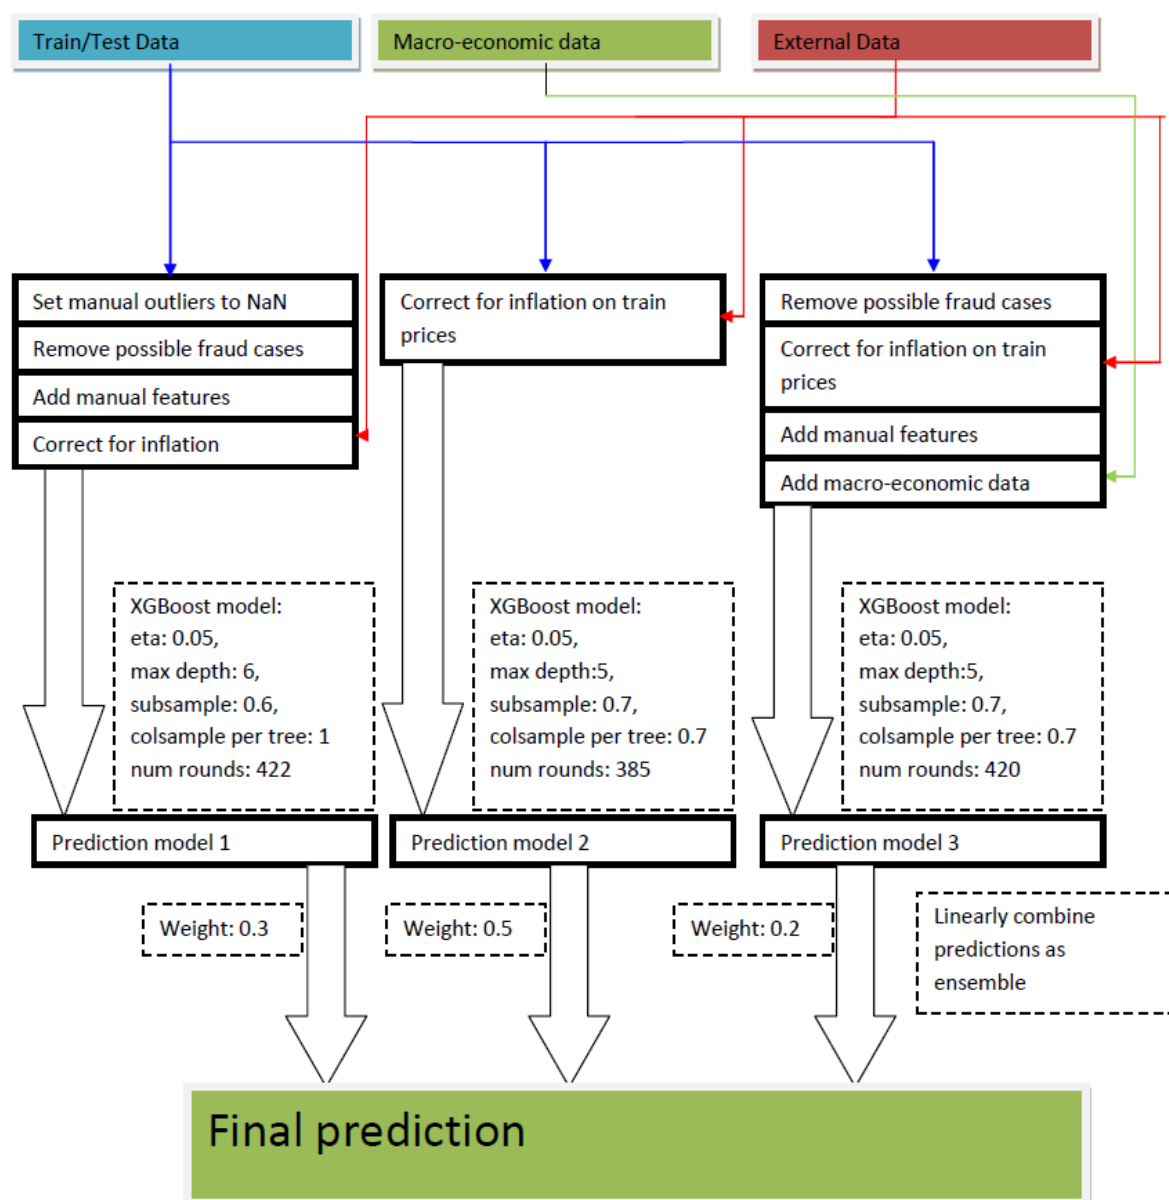 Train/Test Data
Macro-economic data
External Data
Set manual outliers to NaN
Remove possible fraud cases
Add manual features
Correct for inflation
Correct for inflation on train
prices
Remove possible fraud cases
Correct for inflation on train
prices
Add manual features
Add macro-economic data
XGBoost model:
eta: 0.05,
max depth: 6,
subsample: 0.6,
colsample per tree: 1
num rounds: 422
XGBoost model:
eta: 0.05,
max depth:5,
subsample: 0.7,
colsample per tree: 0.7
num rounds: 385
XGBoost model:
eta: 0.05,
max depth:5,
subsample: 0.7,
colsample per tree: 0.7
num rounds: 420
Prediction model 1
Prediction model 2
Prediction model 3
Weight: 0.3
Weight: 0.5
Weight: 0.2
Linearly combine
predictions as
ensemble
Final prediction